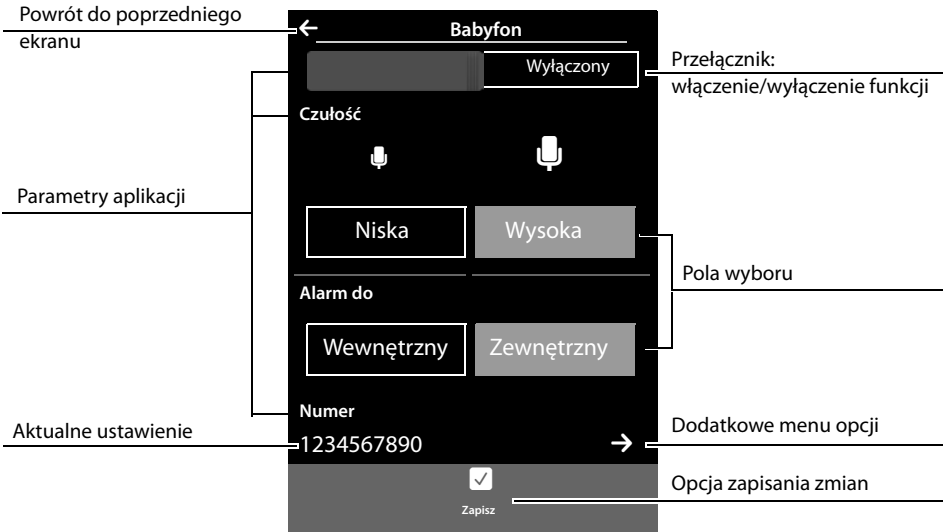 Powrót do poprzedniego
ekranu
Babyfon
Wyłączony
Przełącznik:
włączenie/wyłączenie funkcji
Czułość
Parametry aplikacji
Niska
Wysoka
Pola wyboru
Alarm do
Wewnętrzny
Zewnętrzny
Numer
Aktualne ustawienie
1234567890
Dodatkowe menu opcji
Opcja zapisania zmian
Zapisz